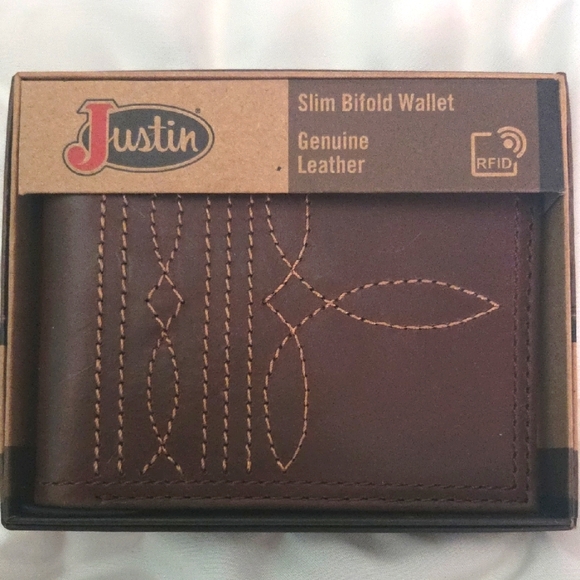 Justin®
Slim Bifold Wallet
Genuine
Leather
RFID